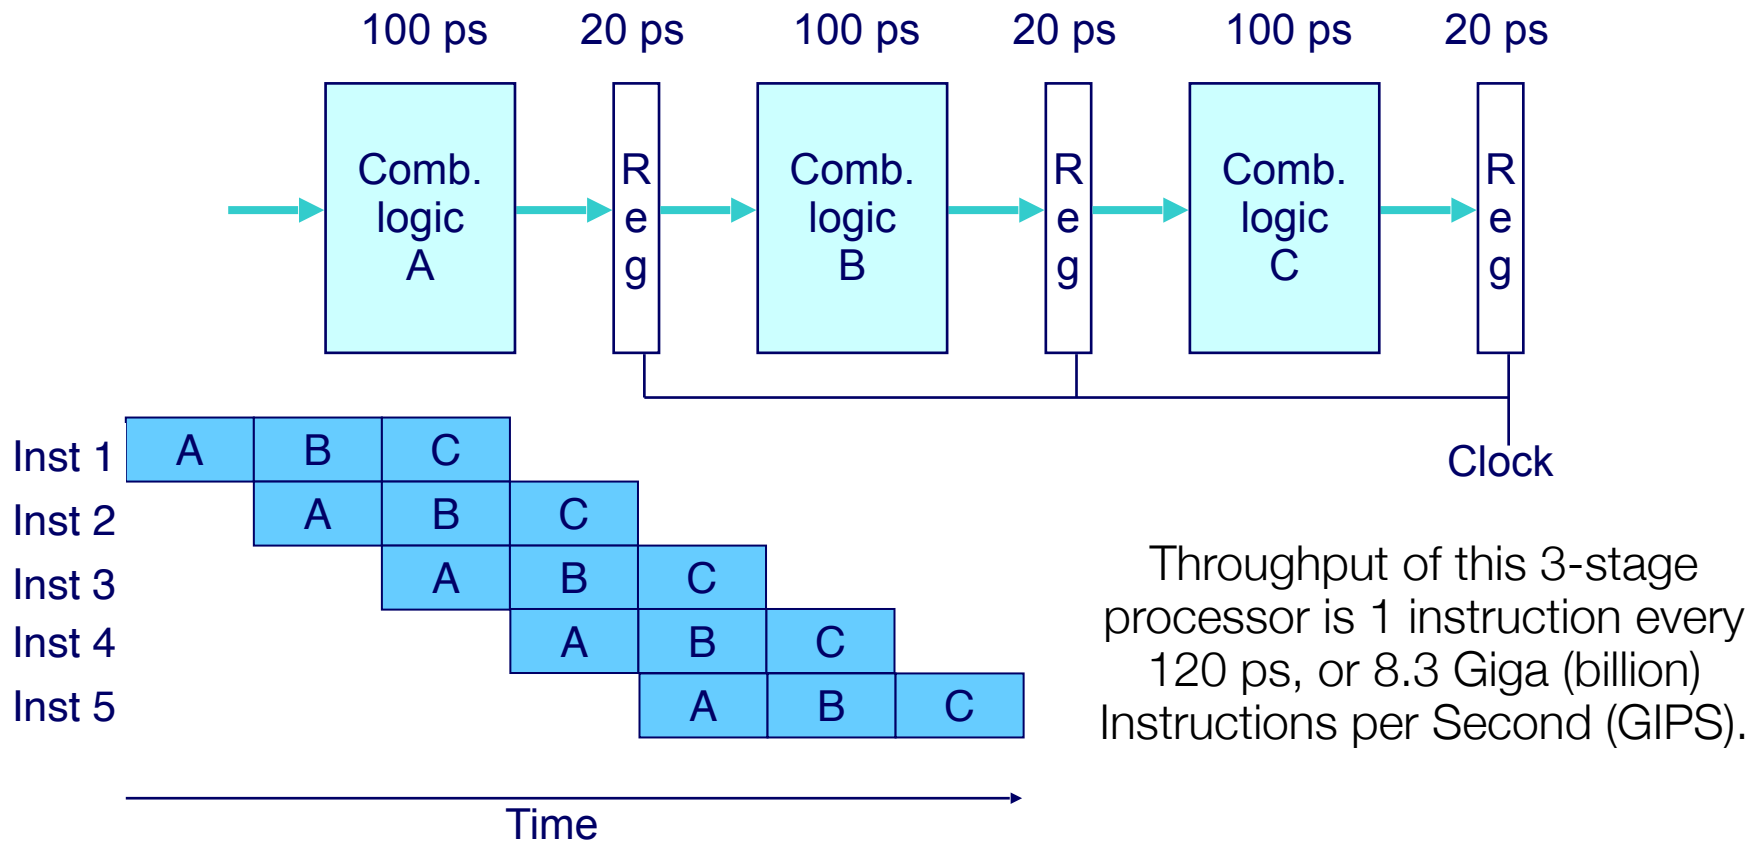 100 ps 20 ps 100 ps 20 ps 100 ps 20 ps
Comb.
logic
A
R
e
g
Comb.
logic
B
R
e
g
Comb.
logic
C
R
e
g
Clock
Inst 1 A B C
Inst 2 A B C
Inst 3 A B C
Inst 4 A B C
Inst 5 A B C
Time
Throughput of this 3-stage
processor is 1 instruction every
120 ps, or 8.3 Giga (billion)
Instructions per Second (GIPS).